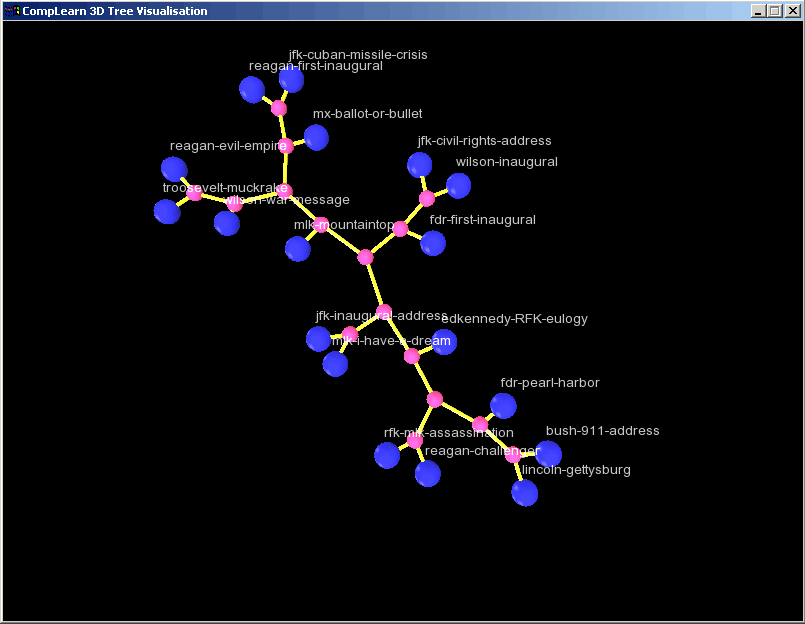 CompLearn 3D Tree Visualisation
jfk-cuban-missile-crisis
reagan-first-inaugural
mx-ballot-or-bullet
jfk-civil-rights-address
reagan-evil-empire
wilson-inaugural
troosevelt-muckrake
wilson-war-message
fdr-first-inaugural
mlk-mountaintop
jfk-inaugural-address
edkennedy-RFK-eulogy
mlk-i-have-a-dream
fdr-pearl-harbor
rfk-mlk-assassination
bush-911-address
reagan-challenger
lincoln-gettysburg